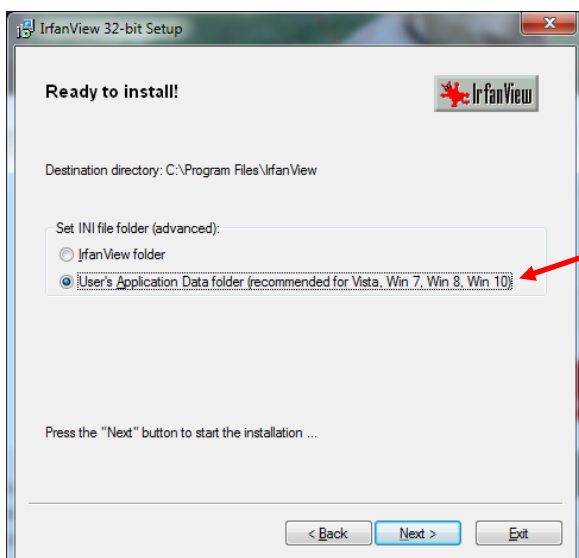 IrfanView 32-bit Setup
Ready to install!
IrfanView
Destination directory: C:\Program Files\IrfanView
Set INI file folder (advanced):
IrfanView folder
User's Application Data folder (recommended for Vista, Win 7, Win 8, Win 10)
Press the "Next" button to start the installation ...
< Back Next > Exit